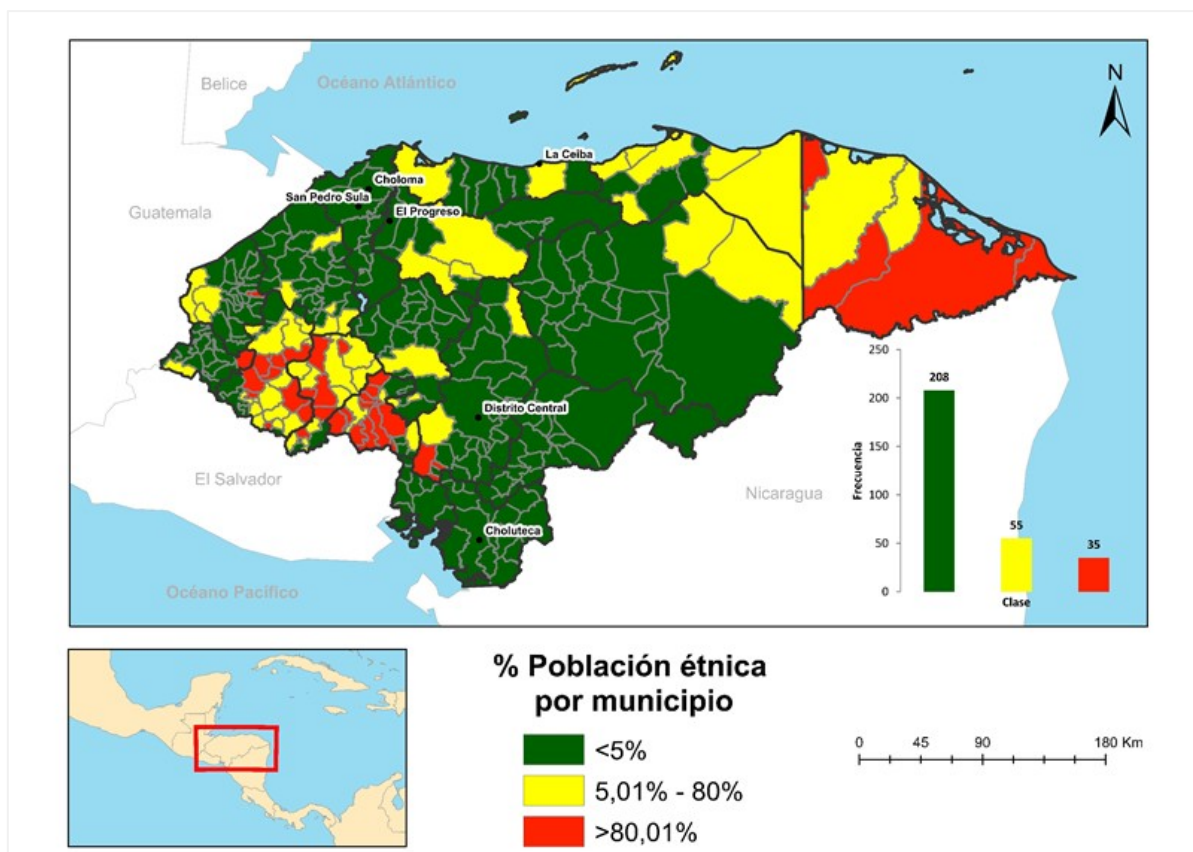 Belice
Océano Atlántico
N
La Ceiba
Choloma
San Pedro Sula
El Progreso
Guatemala
Distrito Central
El Salvador
Nicaragua
Choluteca
Océano Pacífico
250
200
150
100
50
0
Frecuencia
208
55
35
Clase
% Población étnica
por municipio
<5%
5,01% - 80%
>80,01%
0 45 90 180 Km